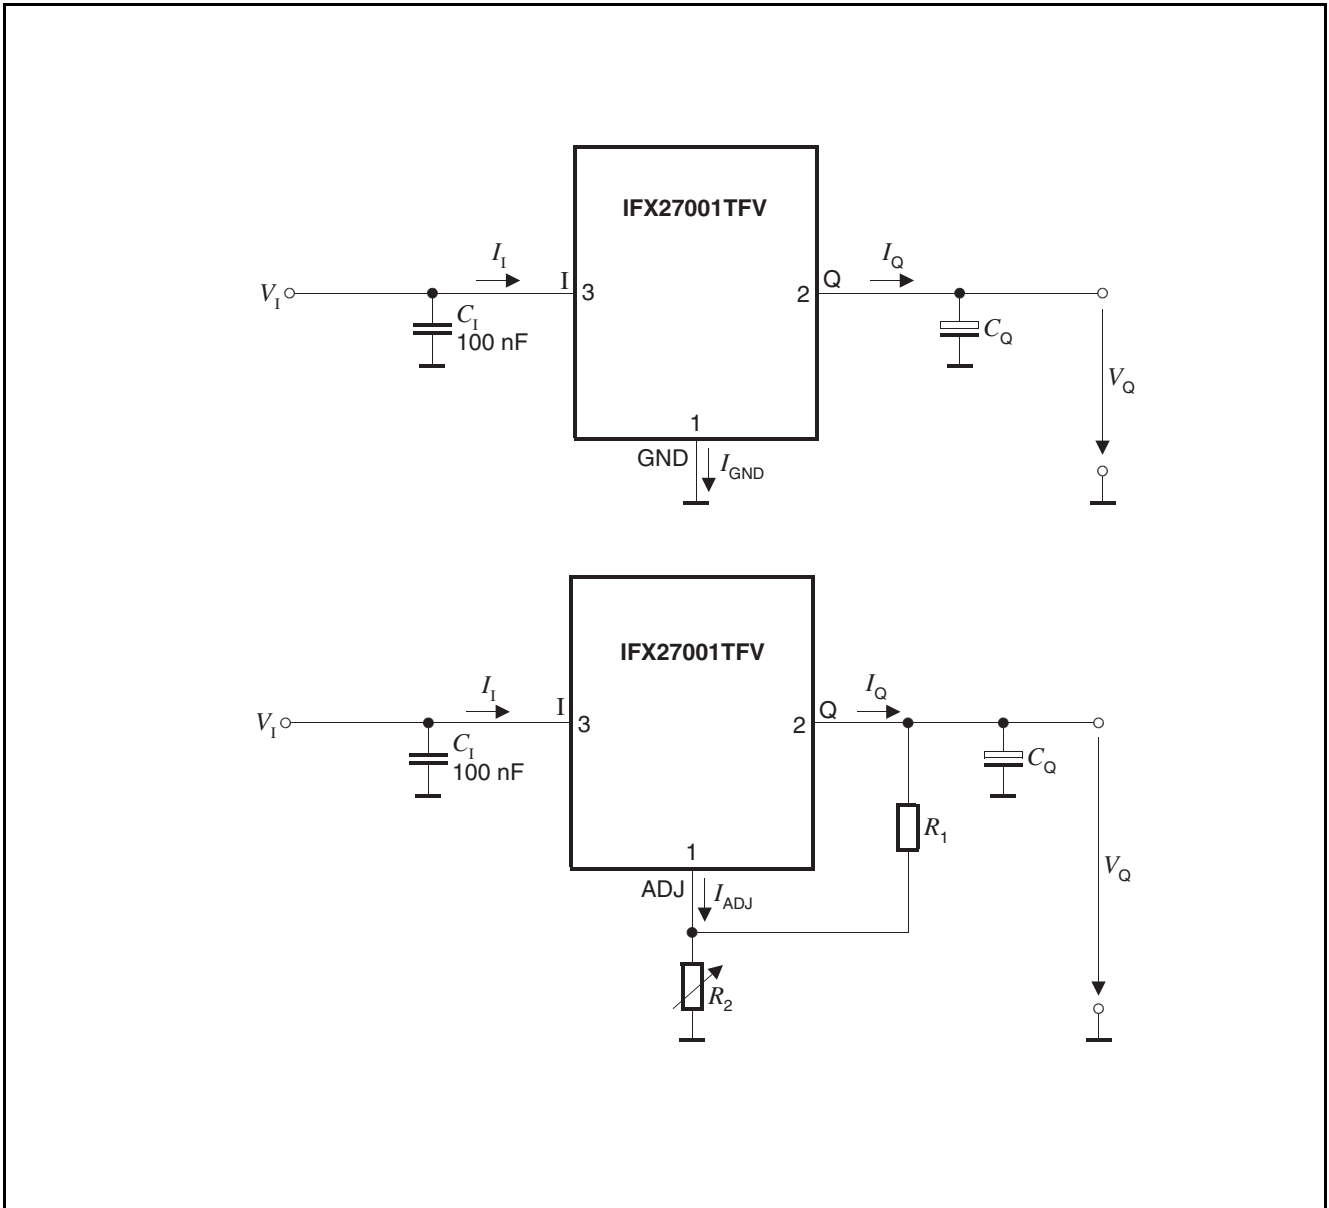 IFX27001TFV
I_I
I_Q
V_I
I
3
2
Q
C_I
100 nF
C_Q
V_Q
1
GND
I_GND
IFX27001TFV
I_I
I_Q
V_I
I
3
2
Q
C_I
100 nF
C_Q
R_1
1
V_Q
ADJ
I_ADJ
R_2